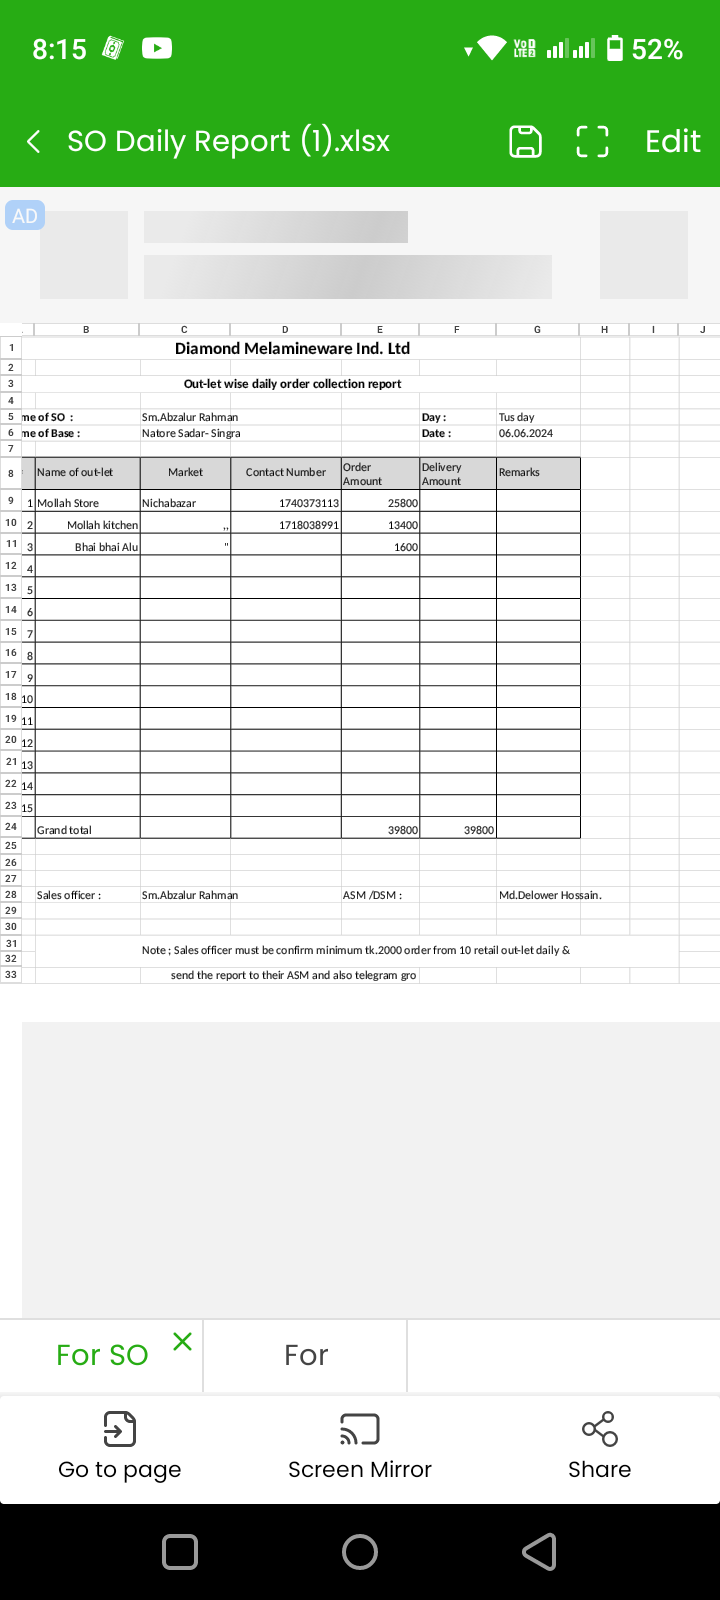 8:15 VoD LTE2 52%
SO Daily Report (1).xlsx Edit
AD
B C D E F G H I J
1 Diamond Melamineware Ind. Ltd
2
3 Out-let wise daily order collection report
4
5 me of SO : Sm.Abzalur Rahman Day : Tus day
6 me of Base : Natore Sadar- Singra Date : 06.06.2024
7
8 Name of out-let Market Contact Number Order Amount Delivery Amount Remarks
9 1 Mollah Store Nichabazar 1740373113 25800
10 2 Mollah kitchen ,, 1718038991 13400
11 3 Bhai bhai Alu " 1600
12 4
13 5
14 6
15 7
16 8
17 9
18 10
19 11
20 12
21 13
22 14
23 15
24 Grand total 39800 39800
25
26
27
28 Sales officer : Sm.Abzalur Rahman ASM /DSM : Md.Delower Hossain.
29
30
31 Note ; Sales officer must be confirm minimum tk.2000 order from 10 retail out-let daily &
32
33 send the report to their ASM and also telegram gro
For SO For
Go to page Screen Mirror Share